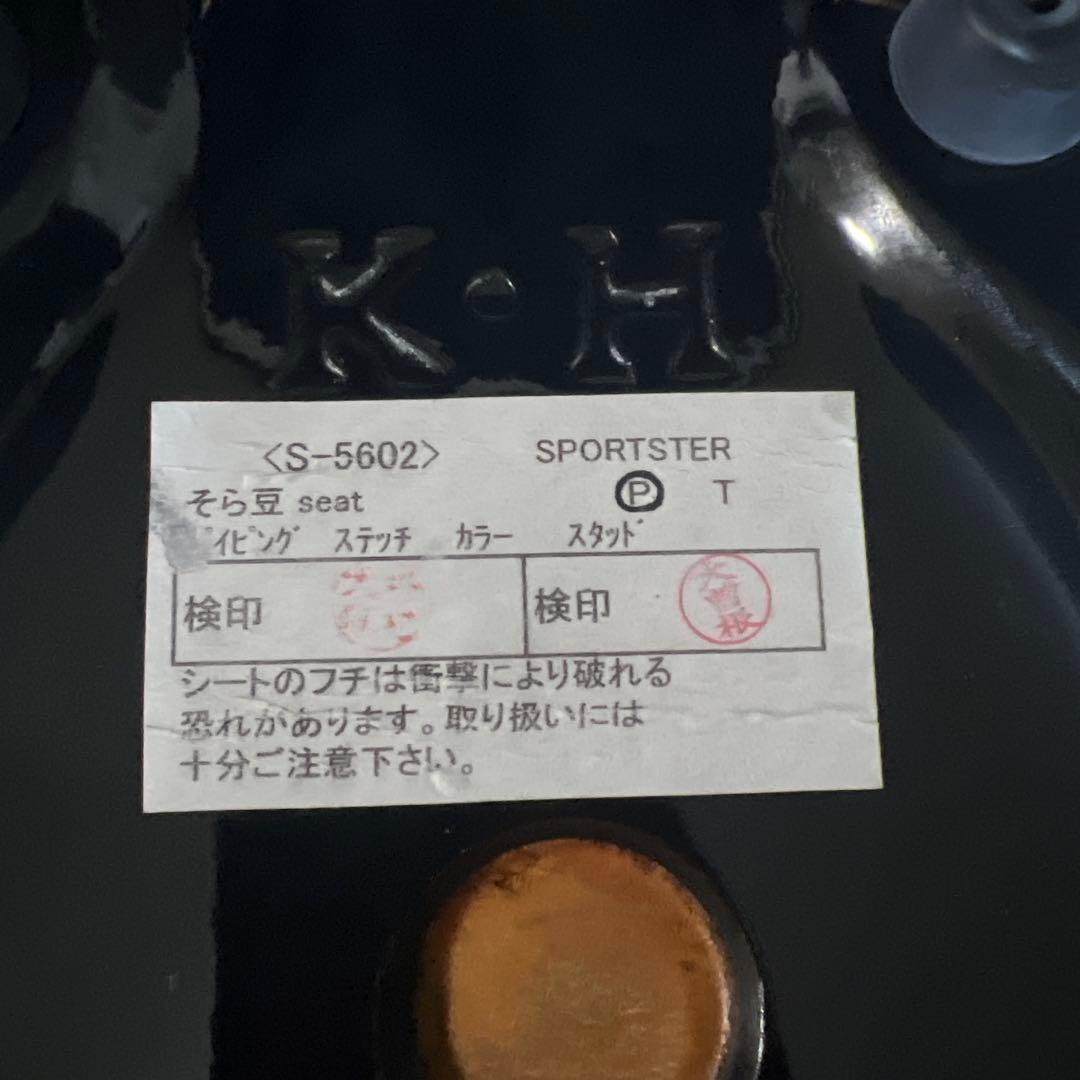 K・H
<S-5602> SPORTSTER
そら豆 seat Ⓟ T
イピング ステッチ カラー スタッド
検印 検印 大曽根
シートのフチは衝撃により破れる
恐れがあります。取り扱いには
十分ご注意下さい。